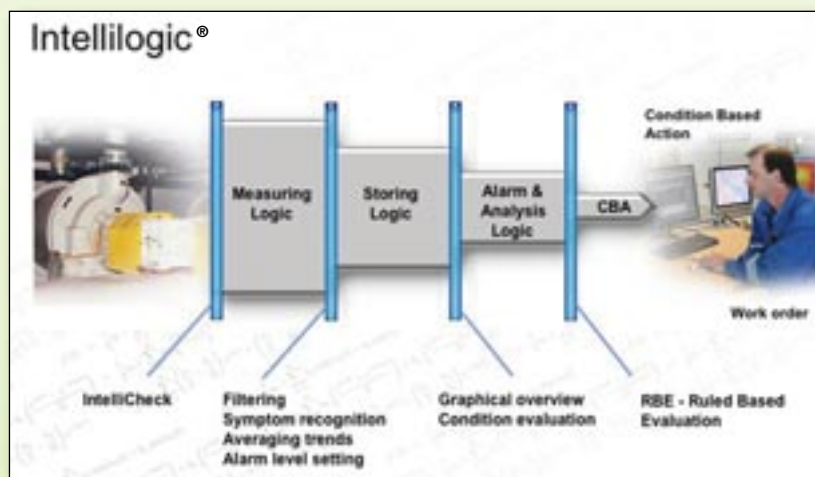 Intellilogic®
Condition Based
Action
Measuring
Logic
Storing
Logic
Alarm &
Analysis
Logic
CBA
Work order
IntelliCheck
Filtering
Symptom recognition
Averaging trends
Alarm level setting
Graphical overview
Condition evaluation
RBE - Ruled Based
Evaluation